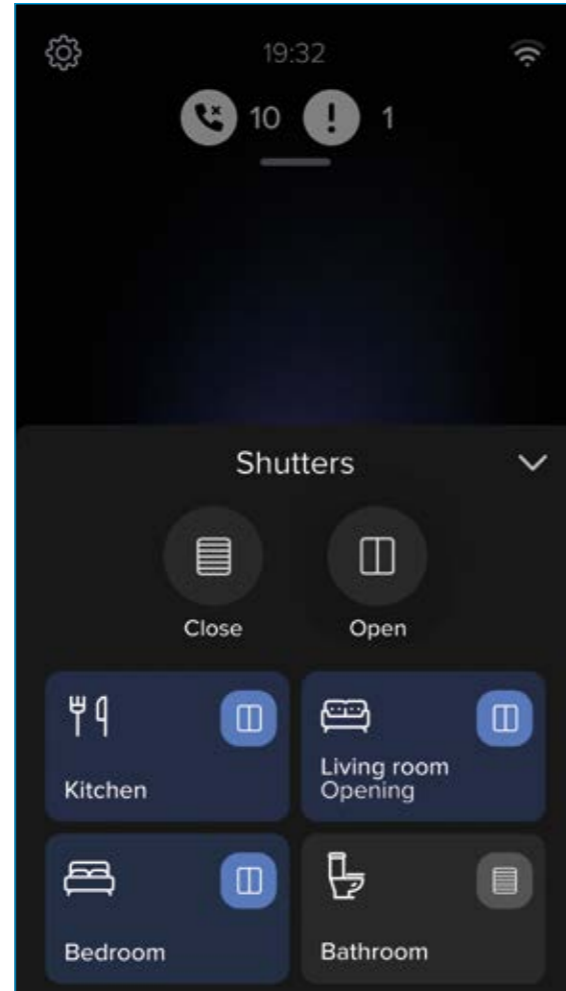 19:32
10 ! 1
Shutters
Close Open
Kitchen
Living room
Opening
Bedroom
Bathroom